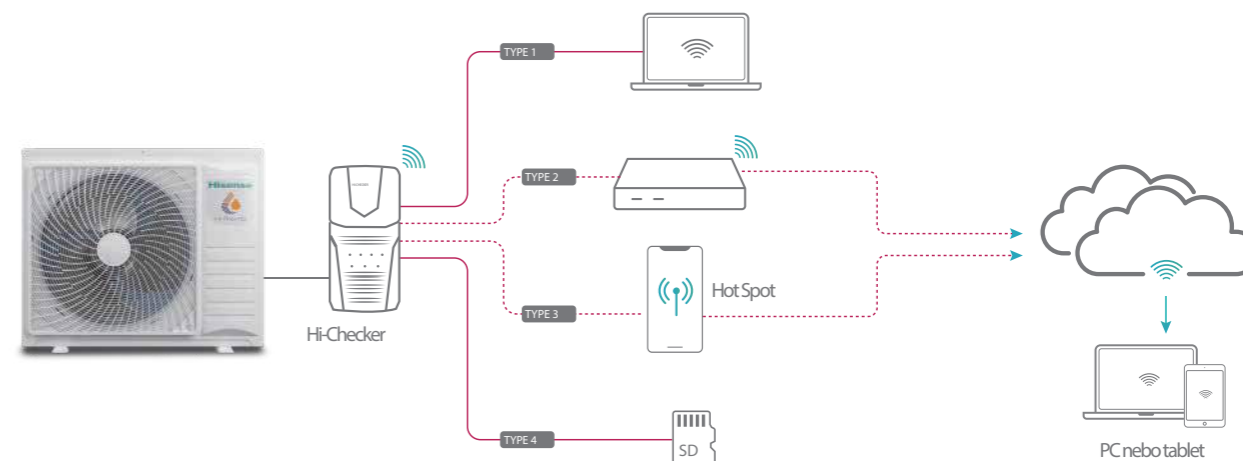 TYPE 1
Hisense
TYPE 2
Hi-Checker
TYPE 3
Hot Spot
TYPE 4
SD
PC nebo tablet